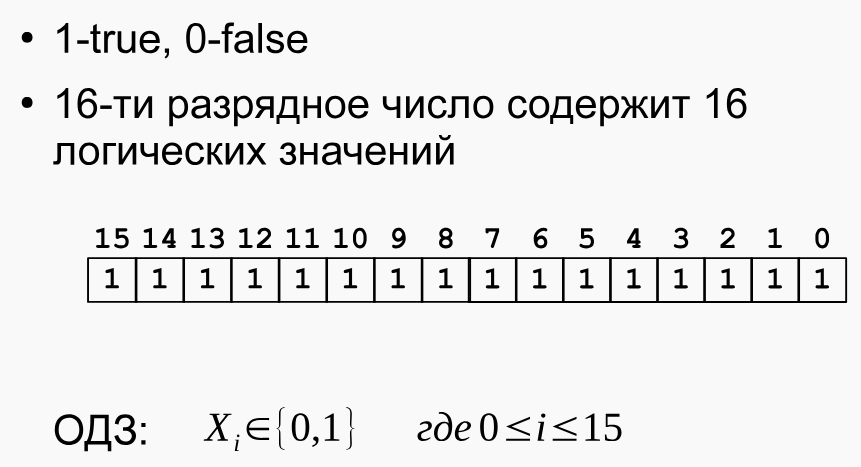 • 1-true, 0-false
• 16-ти разрядное число содержит 16
логических значений
15 14 13 12 11 10 9 8 7 6 5 4 3 2 1 0
1 1 1 1 1 1 1 1 1 1 1 1 1 1 1 1
ОДЗ: Xᵢ∈{0,1} где 0≤i≤15